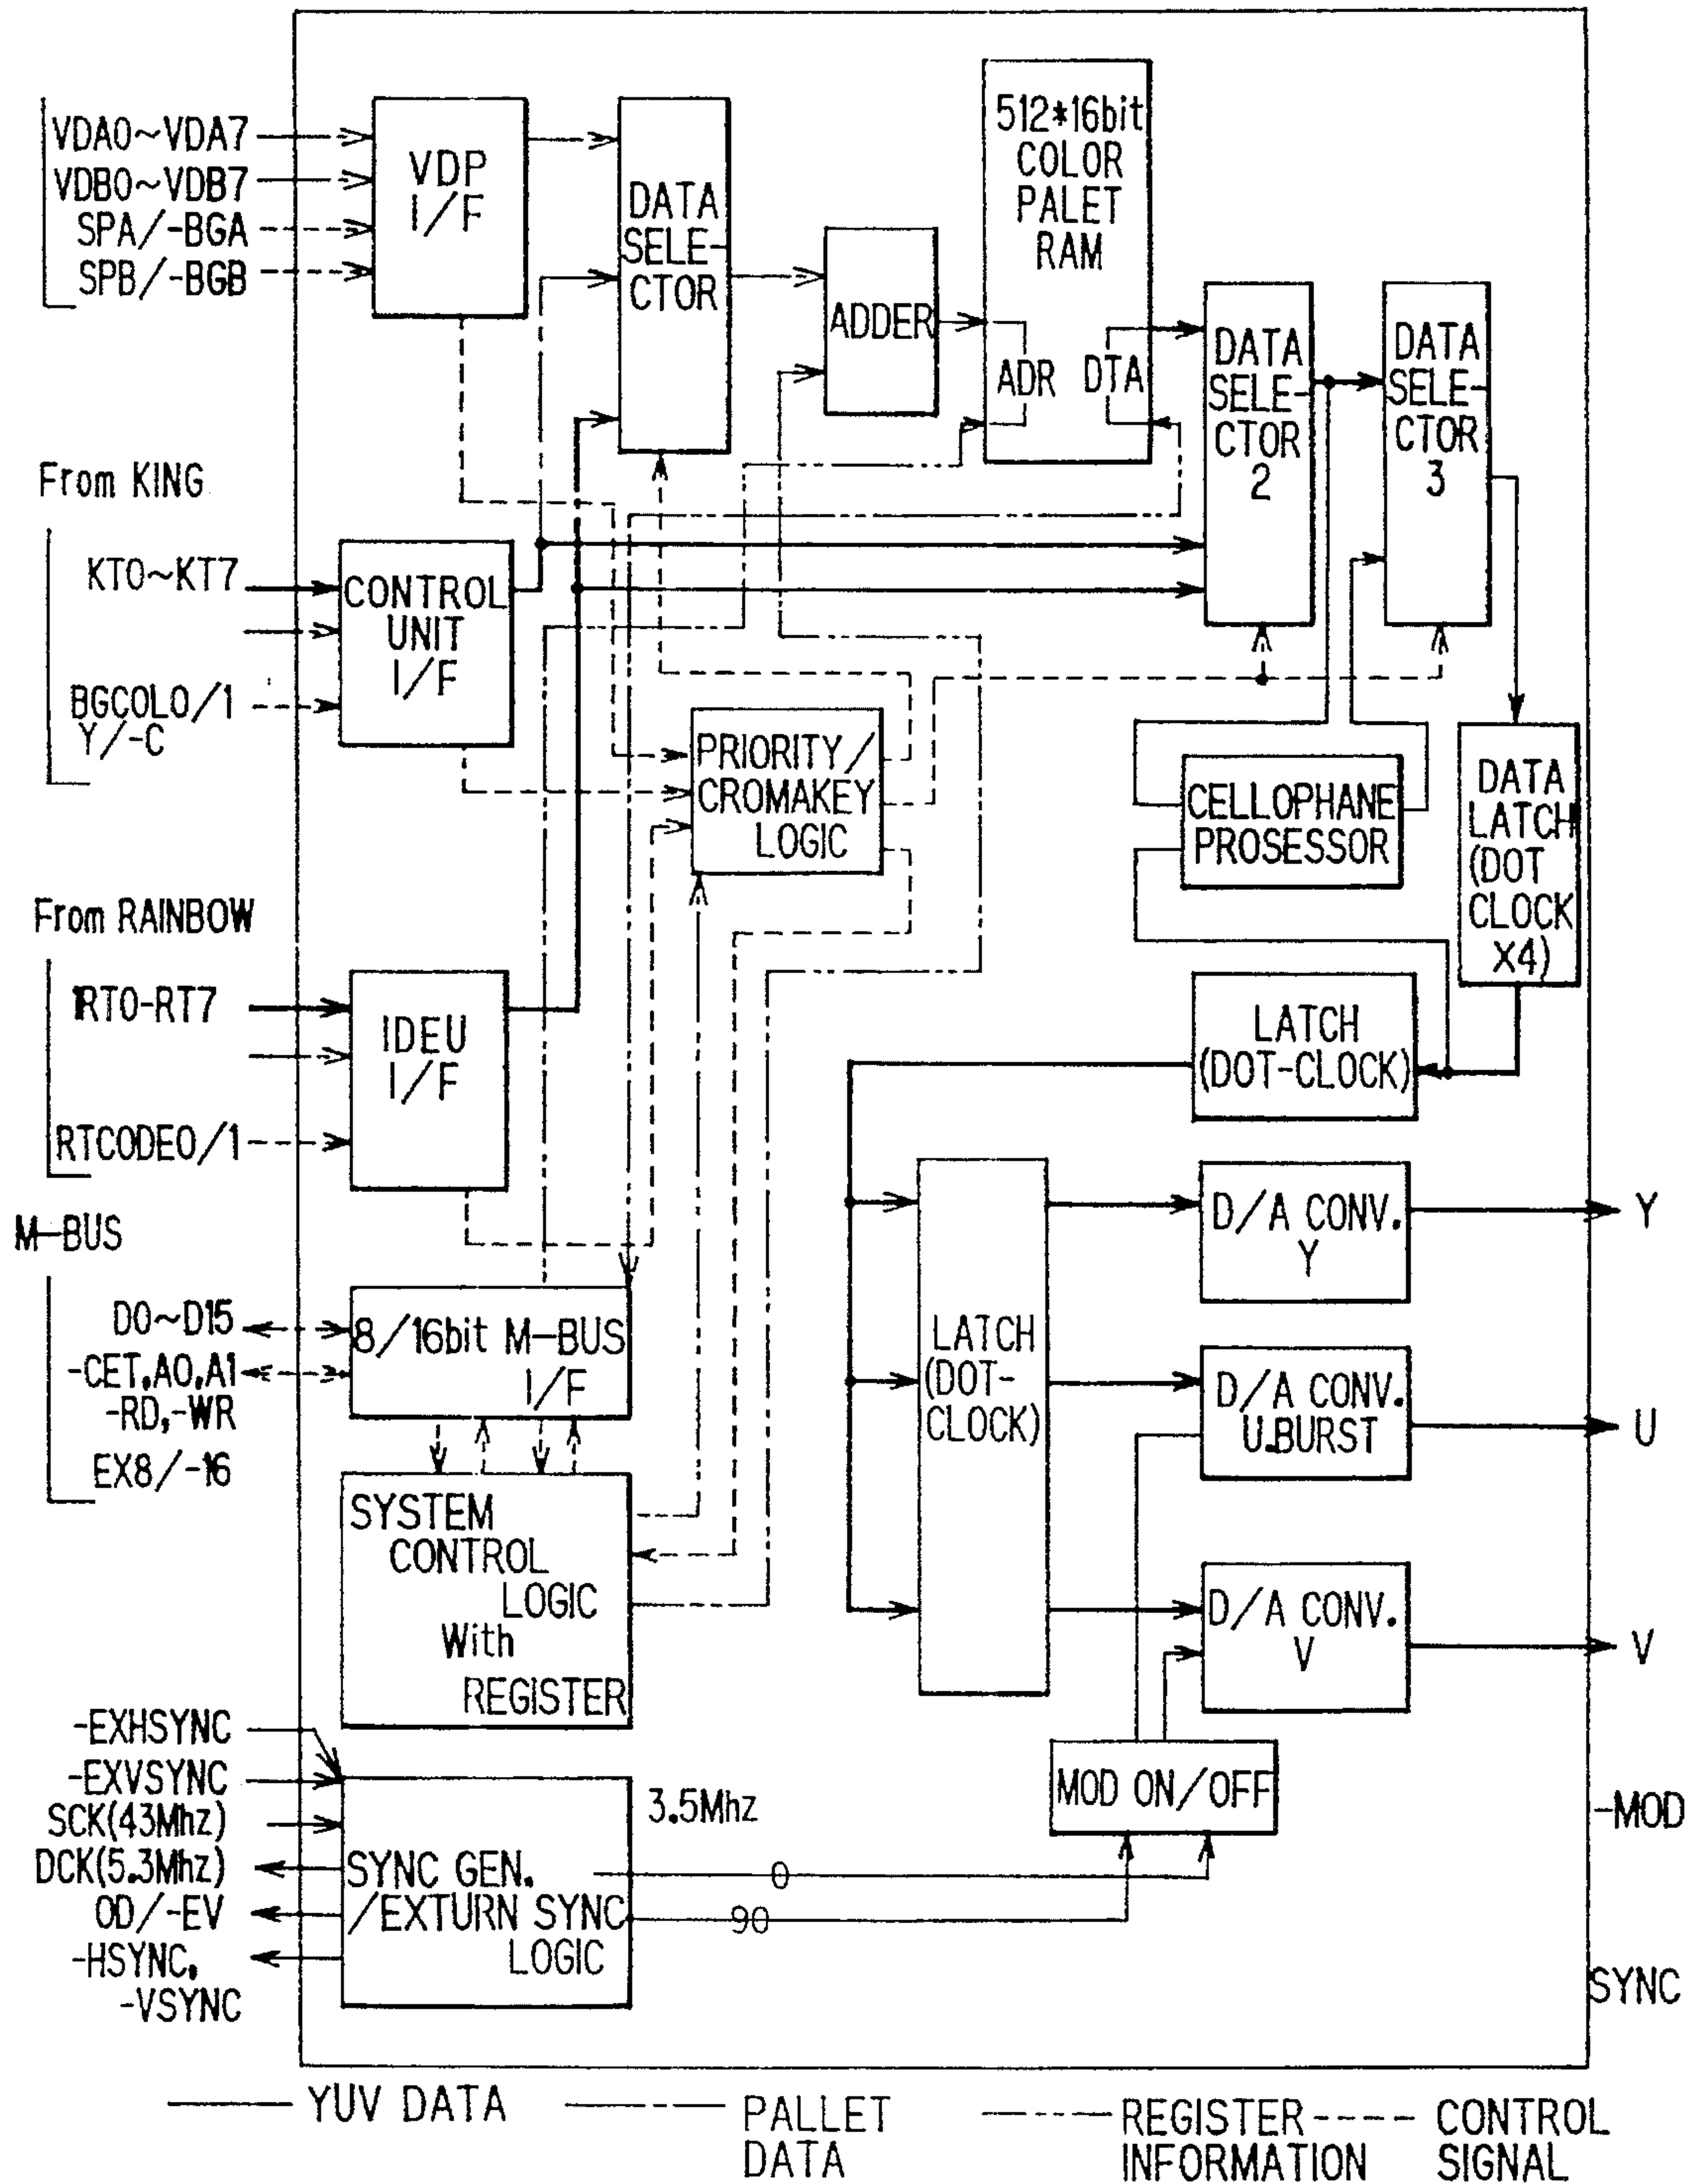 VDA0~VDA7
VDB0~VDB7
SPA/-BGA
SPB/-BGB
VDP
I/F
DATA
SELE-
CTOR
ADDER
512*16bit
COLOR
PALET
RAM
ADR DTA
DATA
SELE-
CTOR
2
DATA
SELE-
CTOR
3
From KING
KT0~KT7
BGCOL0/1
Y/-C
CONTROL
UNIT
I/F
PRIORITY/
CROMAKEY
LOGIC
CELLOPHANE
PROSESSOR
DATA
LATCH
(DOT
CLOCK
X4)
From RAINBOW
RT0-RT7
RTCODE0/1
IDEU
I/F
LATCH
(DOT-CLOCK)
M-BUS
D0~D15
-CET.A0.A1
-RD,-WR
EX8/-16
8/16bit M-BUS
I/F
SYSTEM
CONTROL
LOGIC
With
REGISTER
LATCH
(DOT-
CLOCK)
D/A CONV.
Y
Y
D/A CONV.
U.BURST
U
D/A CONV.
V
V
MOD ON/OFF
-MOD
-EXHSYNC
-EXVSYNC
SCK(43Mhz)
DCK(5.3Mhz)
OD/-EV
-HSYNC.
-VSYNC
SYNC GEN.
/EXTURN SYNC
LOGIC
3.5Mhz
0
90
SYNC
YUV DATA
PALLET
DATA
REGISTER
INFORMATION
CONTROL
SIGNAL